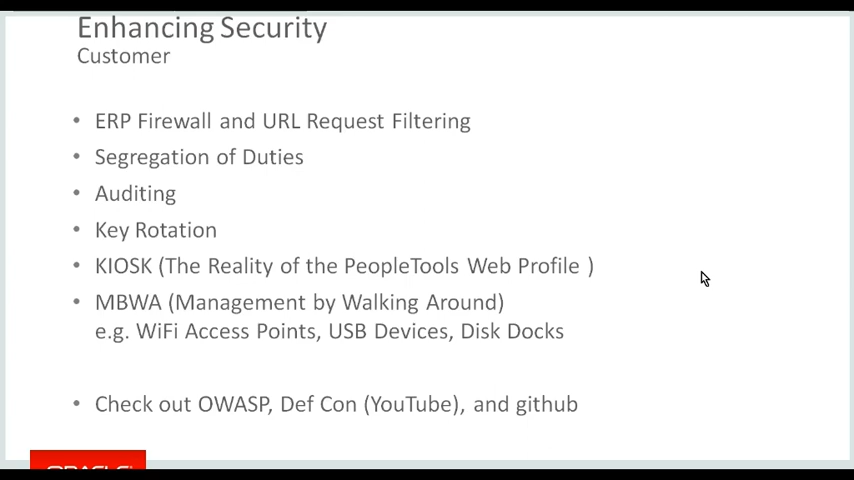 Enhancing Security
Customer
• ERP Firewall and URL Request Filtering
• Segregation of Duties
• Auditing
• Key Rotation
• KIOSK (The Reality of the PeopleTools Web Profile )
• MBWA (Management by Walking Around)
e.g. WiFi Access Points, USB Devices, Disk Docks
• Check out OWASP, Def Con (YouTube), and github
ORACLE